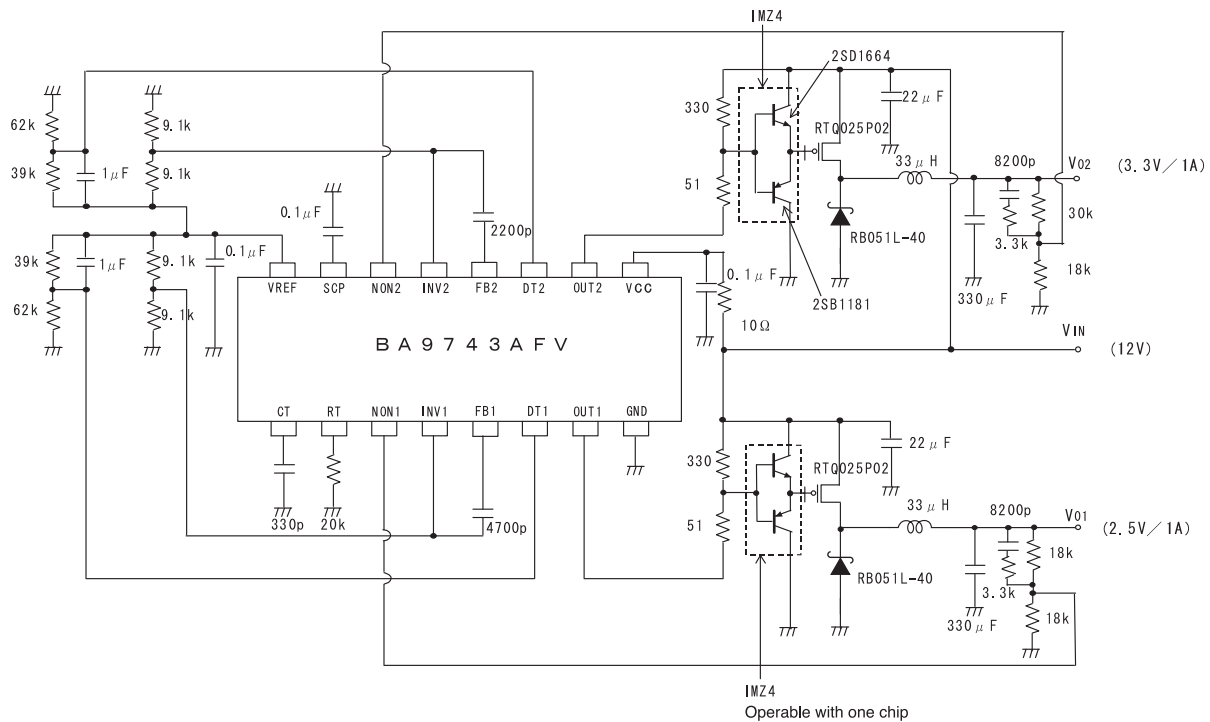 IMZ4
2SD1664
330
22μF
RTQ025P02
62k
9.1k
39k
1μF
9.1k
51
33μH
8200p
VO2
(3.3V/1A)
0.1μF
2200p
RB051L-40
3.3k
30k
39k
1μF
9.1k
0.1μF
0.1μF
18k
62k
9.1k
VREF
SCP
NON2
INV2
FB2
DT2
OUT2
VCC
2SB1181
330μF
10Ω
BA9743AFV
VIN
(12V)
CT
RT
NON1
INV1
FB1
DT1
OUT1
GND
22μF
330
RTQ025P02
330p
20k
4700p
51
33μH
8200p
VO1
(2.5V/1A)
18k
RB051L-40
3.3k
330μF
18k
IMZ4
Operable with one chip